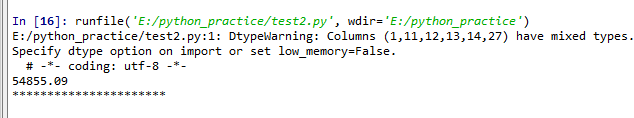 In [16]: runfile('E:/python_practice/test2.py', wdir='E:/python_practice')
E:/python_practice/test2.py:1: DtypeWarning: Columns (1,11,12,13,14,27) have mixed types.
Specify dtype option on import or set low_memory=False.
  # -*- coding: utf-8 -*-
54855.09
**********************